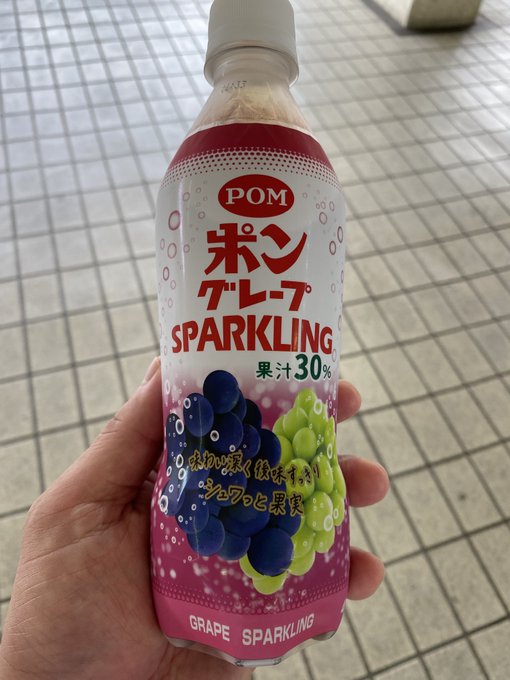 POM
ポン
グレープ
SPARKLING
果汁30%
味わい深く後味すっきり
シュワっと果実
GRAPE SPARKLING